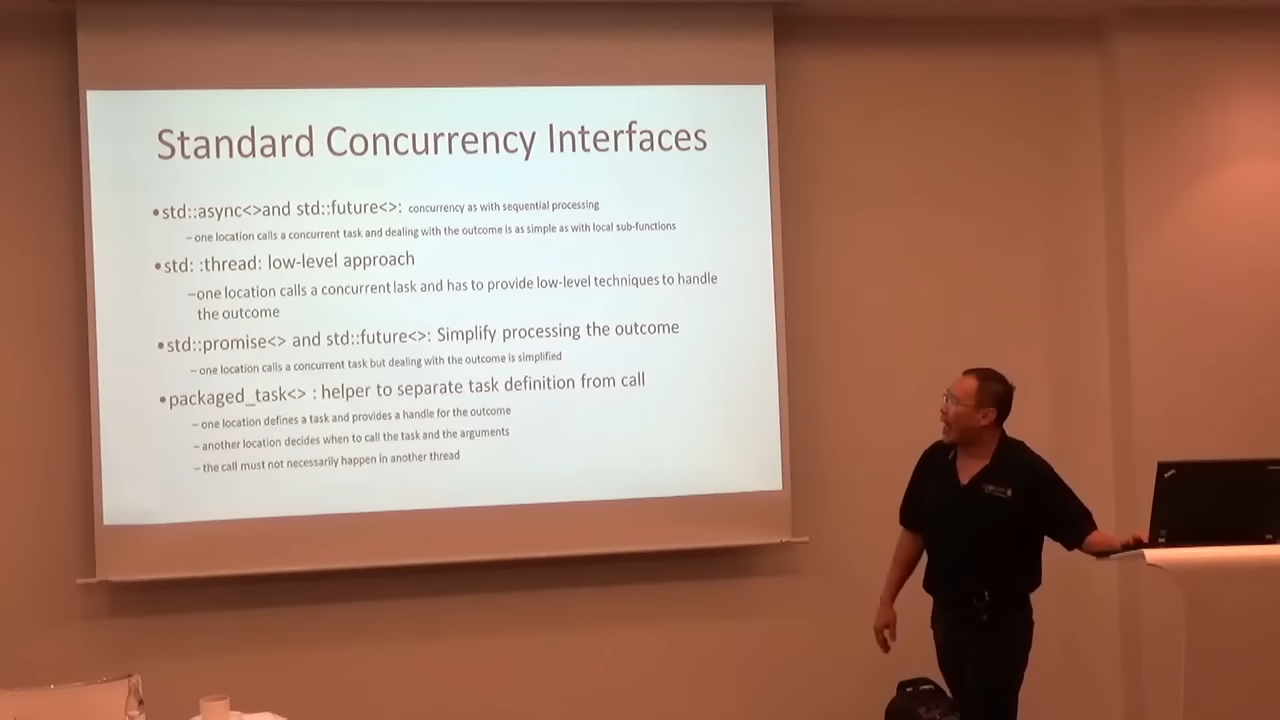 Standard Concurrency Interfaces
•std::async<>and std::future<>: concurrency as with sequential processing
– one location calls a concurrent task and dealing with the outcome is as simple as with local sub-functions
•std: :thread: low-level approach
–one location calls a concurrent lask and has to provide low-level techniques to handle
the outcome
•std::promise<> and std::future<>: Simplify processing the outcome
– one location calls a concurrent task but dealing with the outcome is simplified
•packaged_task<> : helper to separate task definition from call
– one location defines a task and provides a handle for the outcome
– another location decides when to call the task and the arguments
– the call must not necessarily happen in another thread